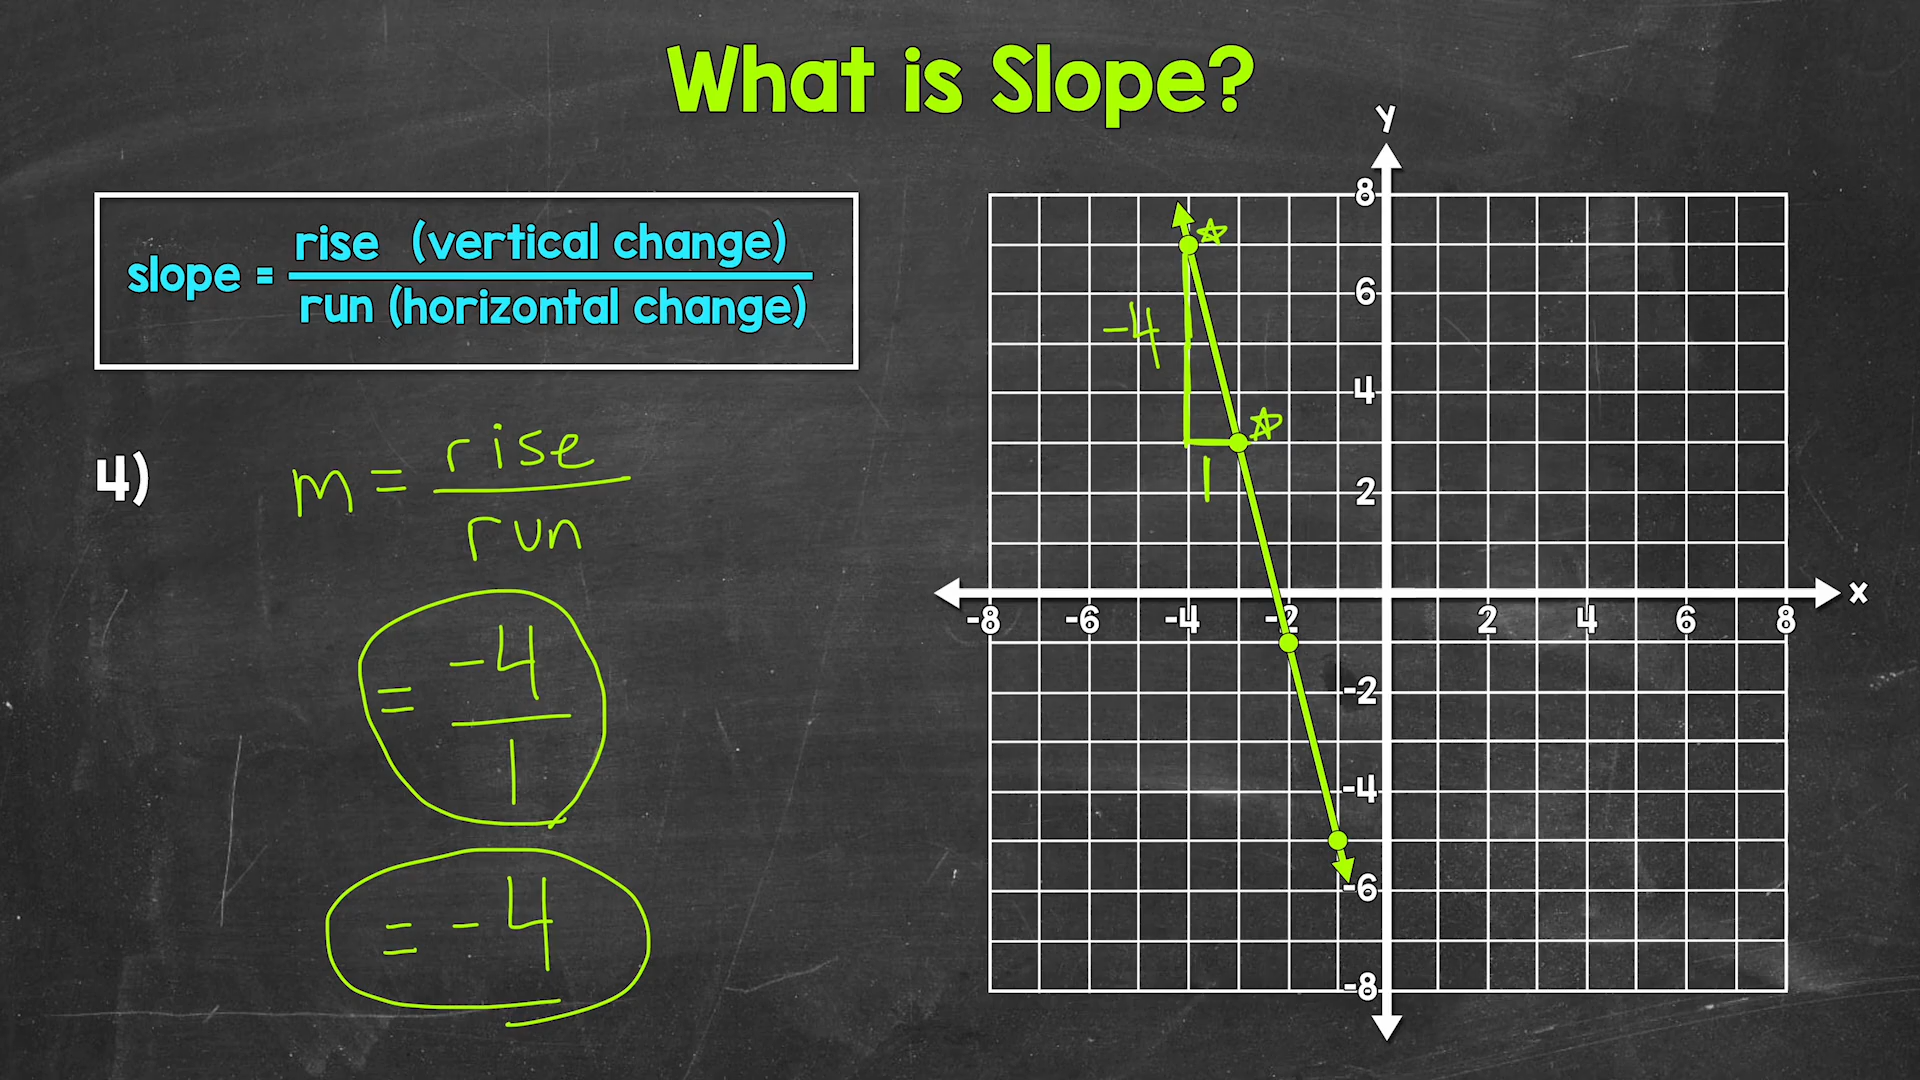 What is Slope?
slope = rise (vertical change)
run (horizontal change)
4)
m = rise
run
= -4
1
= -4
y
8
6
4
2
-8 -6 -4 -2 2 4 6 8 x
-2
-4
-6
-8
-4
1